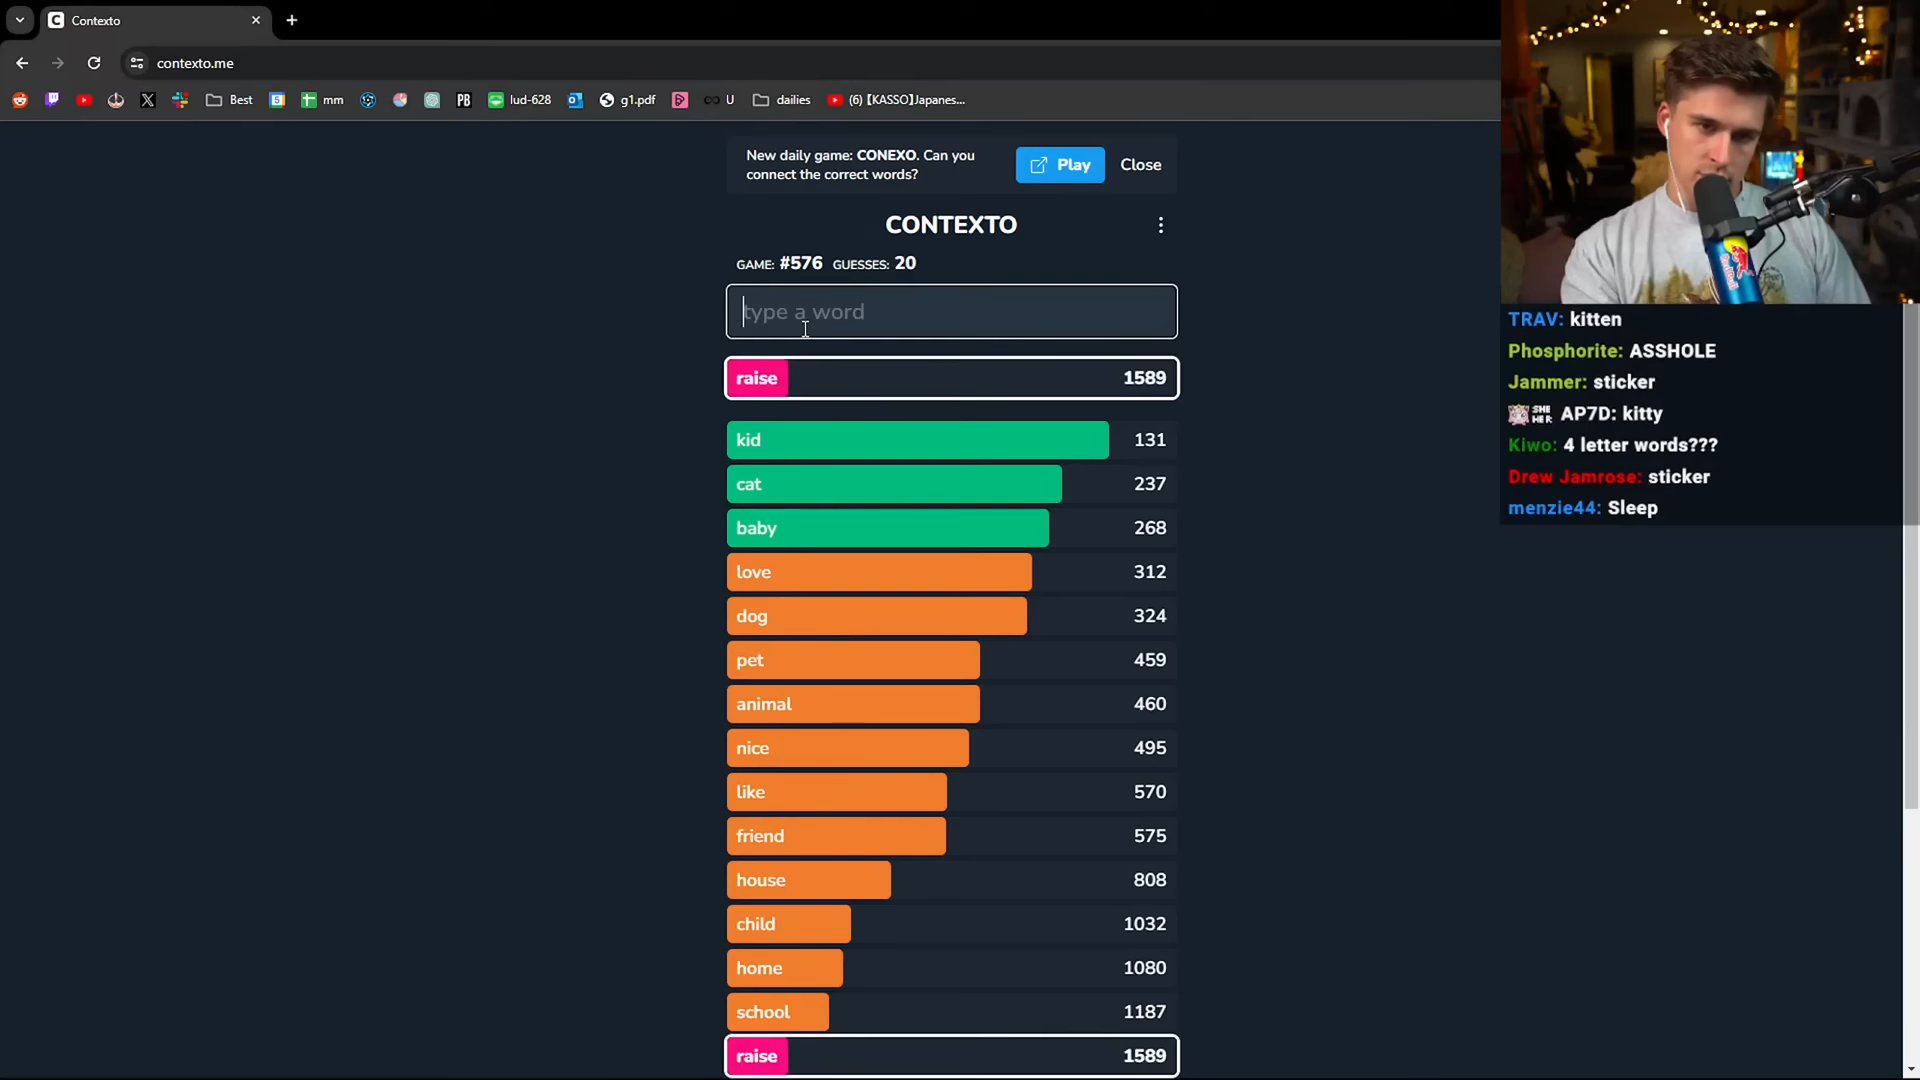 Contexto
contexto.me
Best
mm
PB
lud-628
g1.pdf
U
dailies
(6)【KASSO】Japanes...
New daily game: CONEXO. Can you
connect the correct words?
Play
Close
CONTEXTO
GAME: #576 GUESSES: 20
type a word
raise 1589
kid 131
cat 237
baby 268
love 312
dog 324
pet 459
animal 460
nice 495
like 570
friend 575
house 808
child 1032
home 1080
school 1187
raise 1589
TRAV: kitten
Phosphorite: ASSHOLE
Jammer: sticker
SHE HER AP7D: kitty
Kiwo: 4 letter words???
Drew Jamrose: sticker
menzie44: Sleep